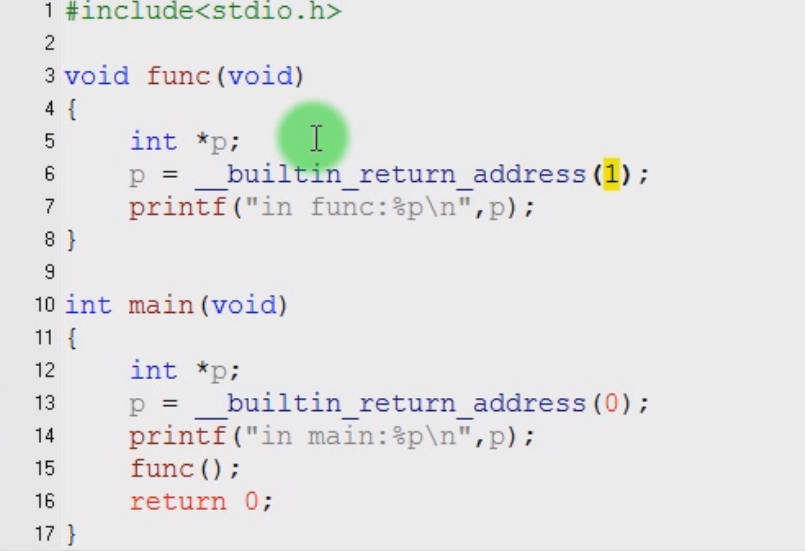 1 #include<stdio.h>
2
3 void func(void)
4 {
5     int *p;
6     p = __builtin_return_address(1);
7     printf("in func:%p\n",p);
8 }
9
10 int main(void)
11 {
12     int *p;
13     p = __builtin_return_address(0);
14     printf("in main:%p\n",p);
15     func();
16     return 0;
17 }